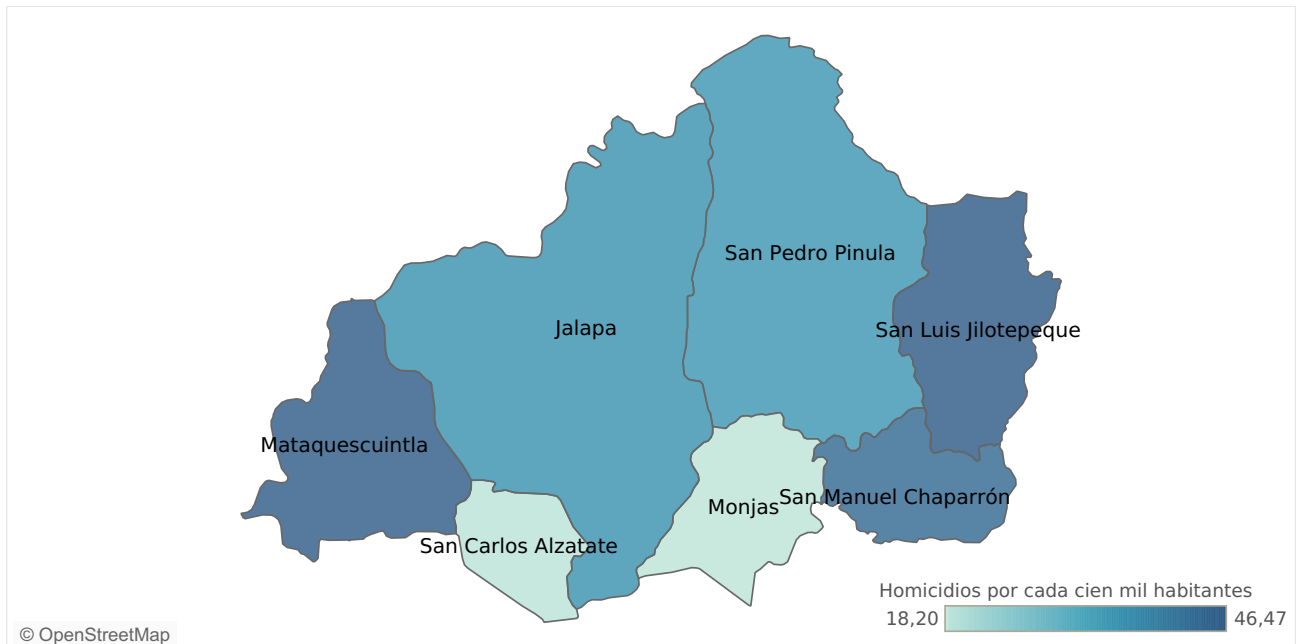 San Pedro Pinula
Jalapa
San Luis Jilotepeque
Mataquescuintla
San Manuel Chaparrón
Monjas
San Carlos Alzatate
Homicidios por cada cien mil habitantes
18,20 46,47
© OpenStreetMap